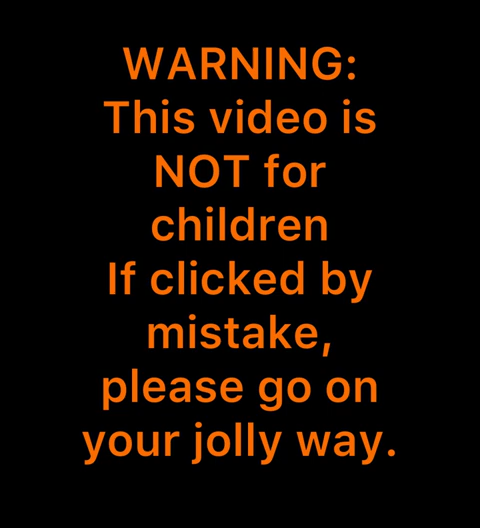 WARNING:
This video is
NOT for
children
If clicked by
mistake,
please go on
your jolly way.